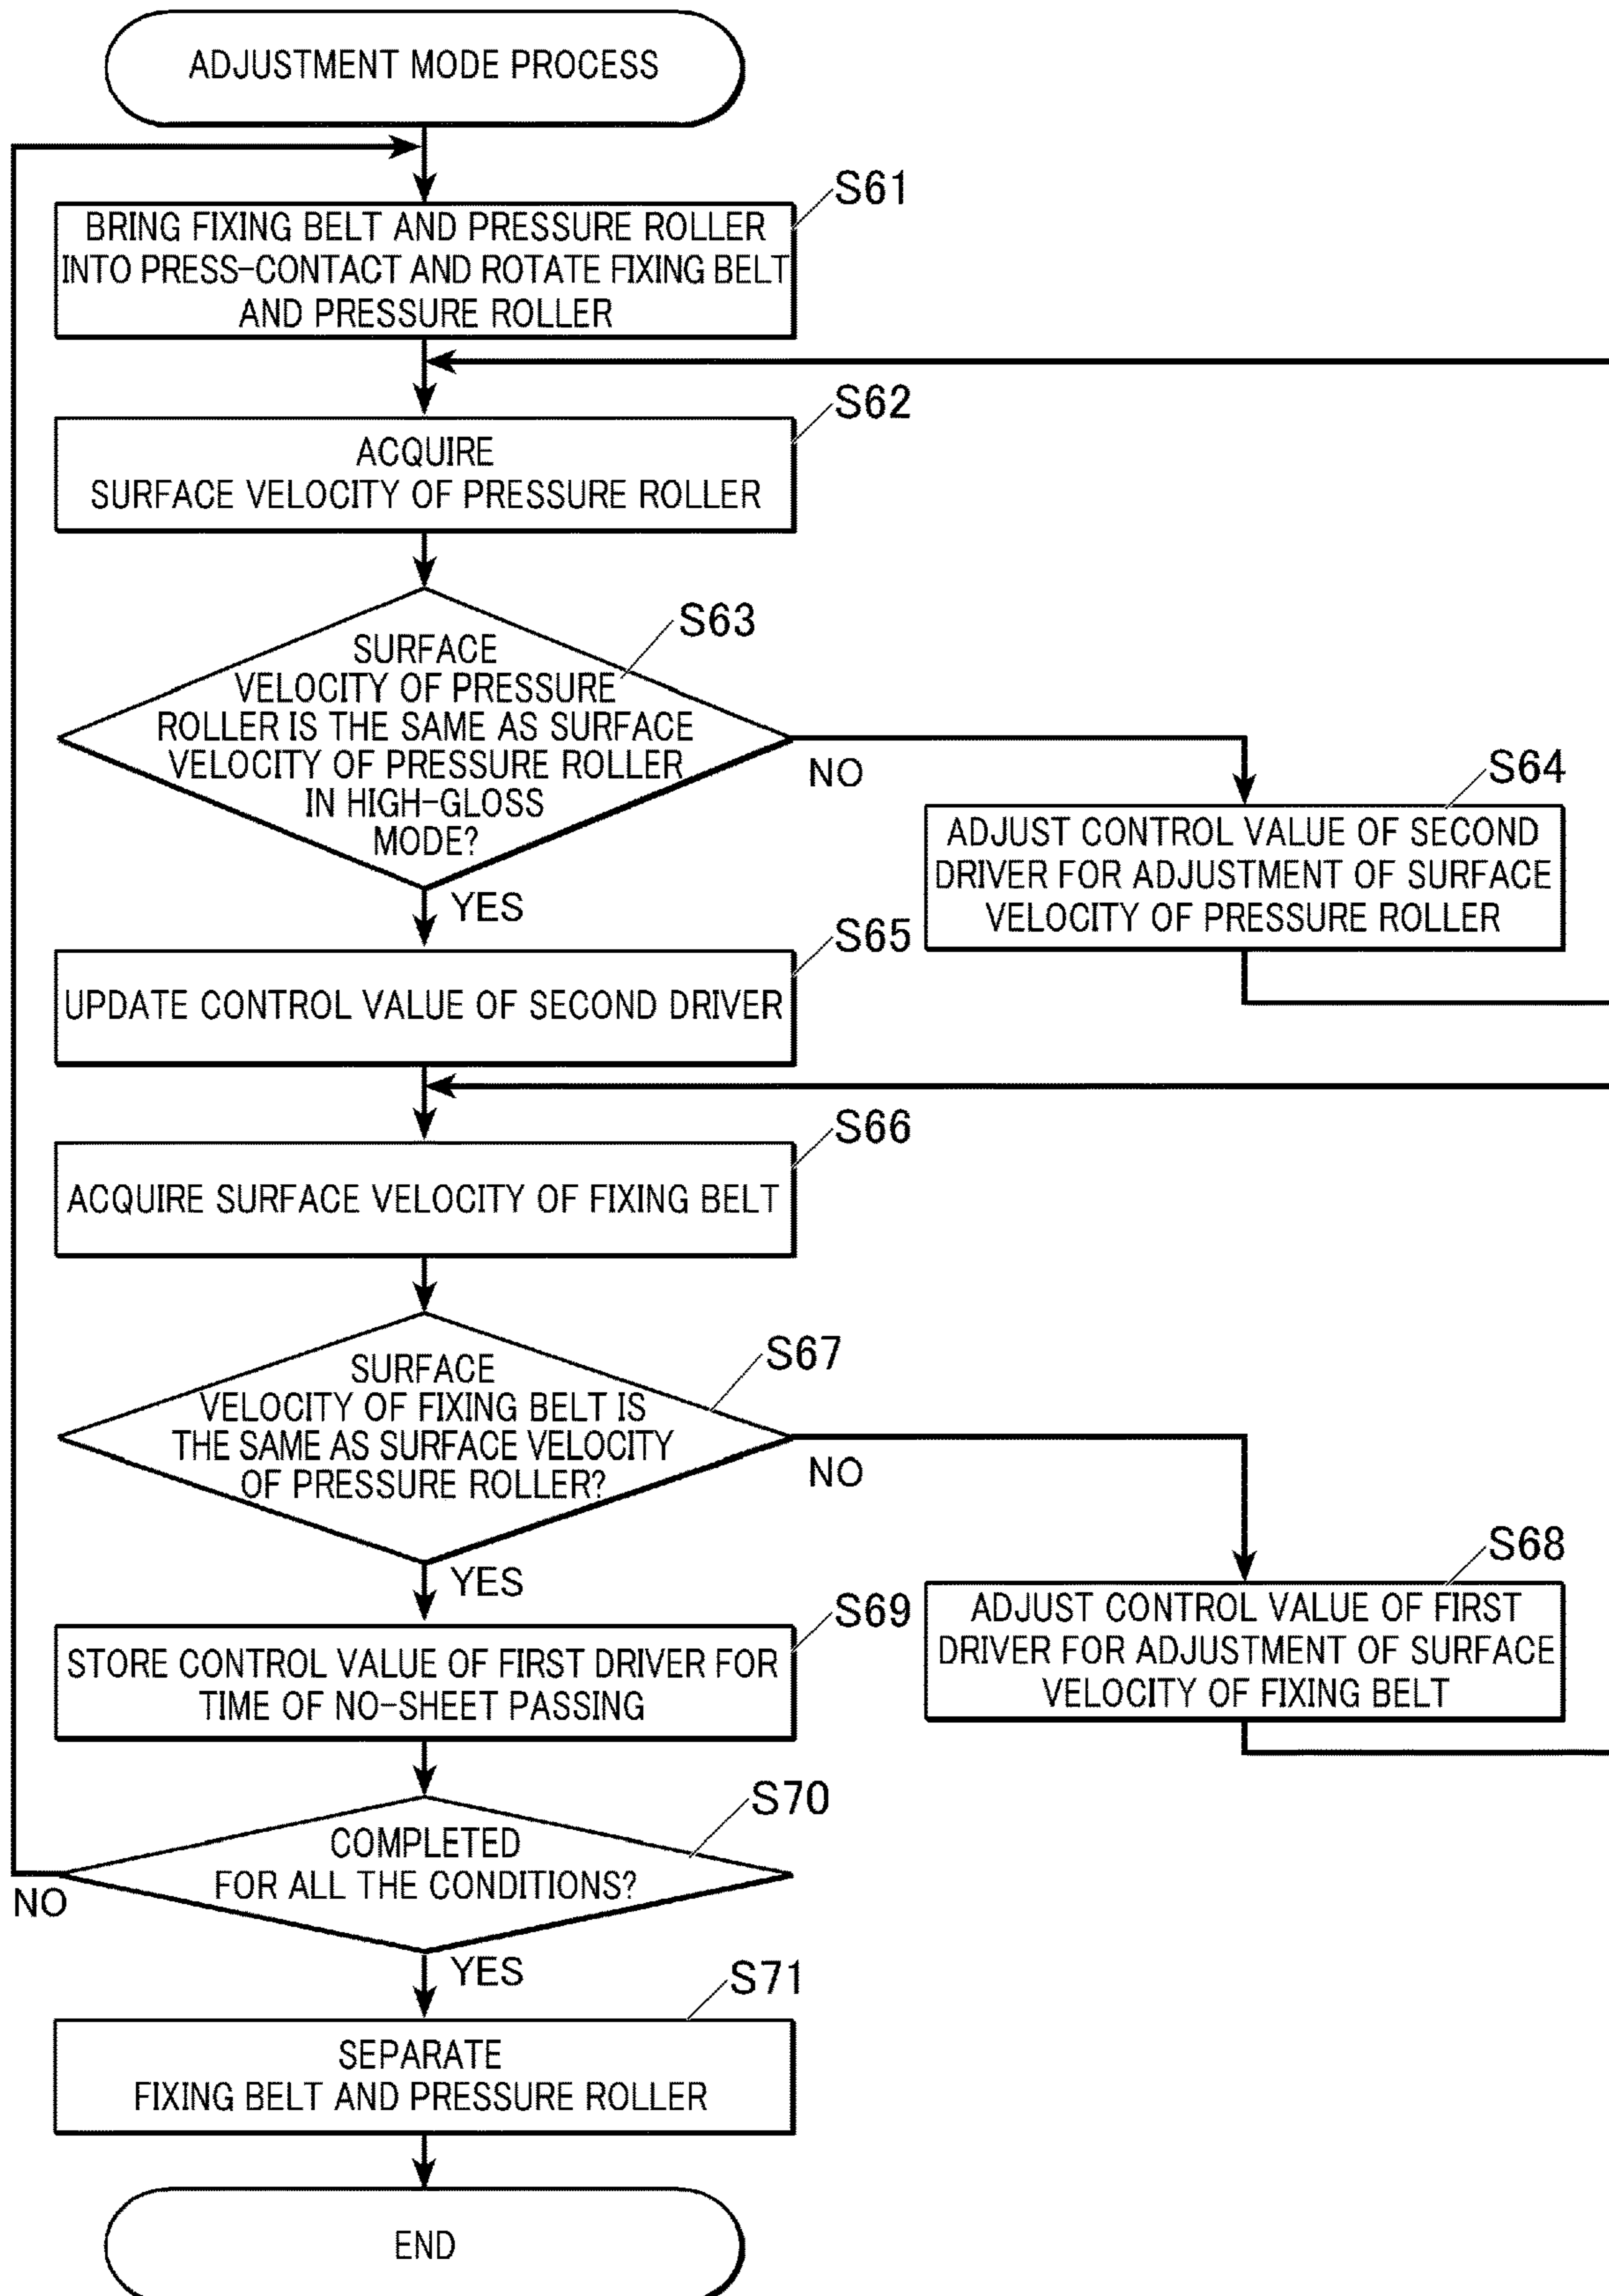 ADJUSTMENT MODE PROCESS
S61
BRING FIXING BELT AND PRESSURE ROLLER
INTO PRESS-CONTACT AND ROTATE FIXING BELT
AND PRESSURE ROLLER
S62
ACQUIRE
SURFACE VELOCITY OF PRESSURE ROLLER
S63
SURFACE
VELOCITY OF PRESSURE
ROLLER IS THE SAME AS SURFACE
VELOCITY OF PRESSURE ROLLER
IN HIGH-GLOSS
MODE?
NO
YES
S64
ADJUST CONTROL VALUE OF SECOND
DRIVER FOR ADJUSTMENT OF SURFACE
VELOCITY OF PRESSURE ROLLER
S65
UPDATE CONTROL VALUE OF SECOND DRIVER
S66
ACQUIRE SURFACE VELOCITY OF FIXING BELT
S67
SURFACE
VELOCITY OF FIXING BELT IS
THE SAME AS SURFACE VELOCITY
OF PRESSURE ROLLER?
NO
YES
S68
ADJUST CONTROL VALUE OF FIRST
DRIVER FOR ADJUSTMENT OF SURFACE
VELOCITY OF FIXING BELT
S69
STORE CONTROL VALUE OF FIRST DRIVER FOR
TIME OF NO-SHEET PASSING
S70
COMPLETED
FOR ALL THE CONDITIONS?
NO
YES
S71
SEPARATE
FIXING BELT AND PRESSURE ROLLER
END